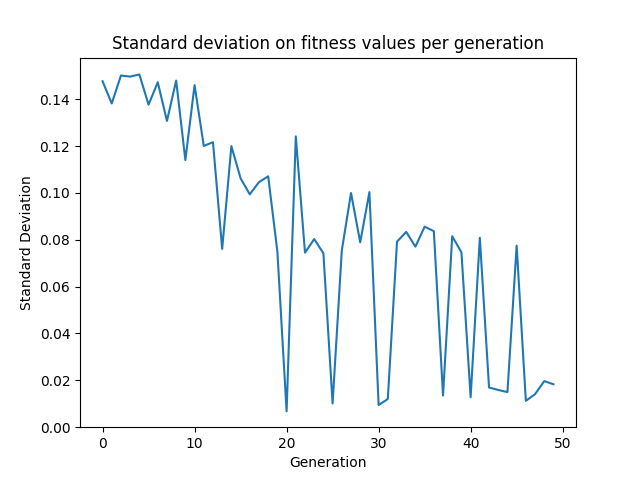 Standard deviation on fitness values per generation
0.14
0.12
0.10
0.08
0.06
0.04
0.02
0.00
Standard Deviation
0 10 20 30 40 50
Generation